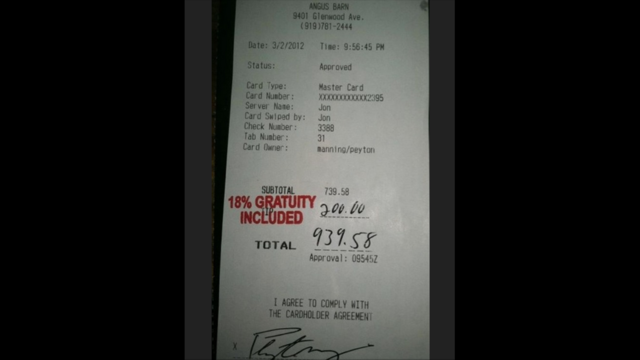 ANGUS BARN
9401 Glenwood Ave.
(919)781-2444
Date: 3/2/2012 Time: 9:56:45 PM
Status: Approved
Card Type: Master Card
Card Number: XXXXXXXXXXXX2395
Server Name: Jon
Card Swiped by: Jon
Check Number: 3388
Tab Number: 31
Card Owner: manning/peyton
SUBTOTAL 739.58
18% GRATUITY
INCLUDED
200.00
TOTAL 939.58
Approval: 09545Z
I AGREE TO COMPLY WITH
THE CARDHOLDER AGREEMENT
X